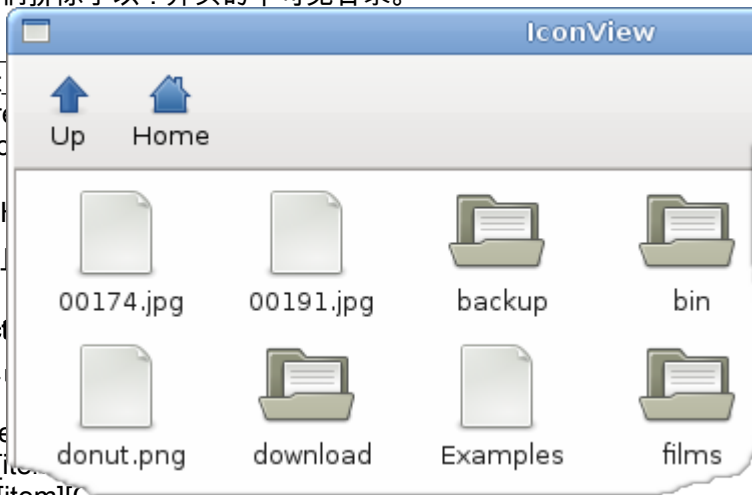 IconView
Up Home
00174.jpg 00191.jpg backup bin
donut.png download Examples films